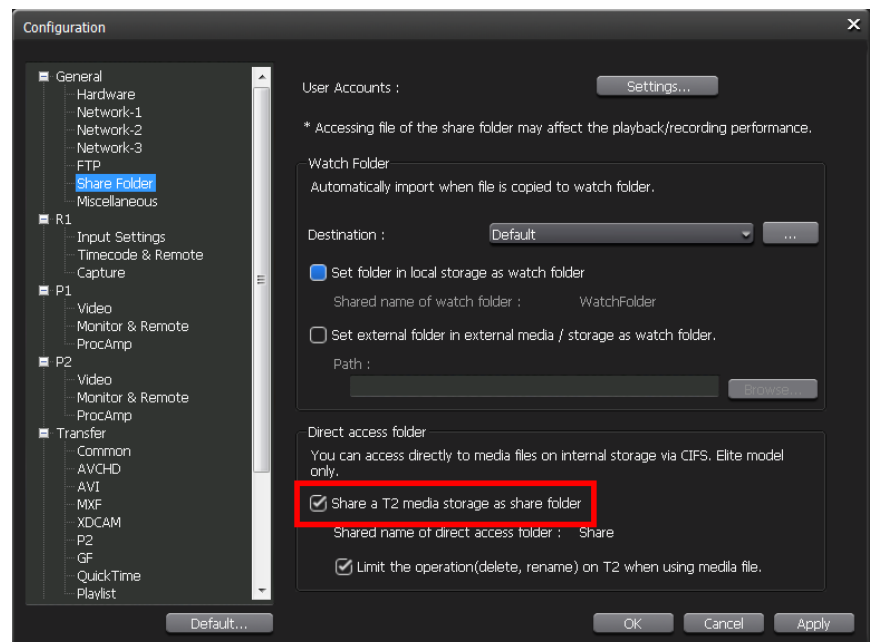 Configuration
General
Hardware
Network-1
Network-2
Network-3
FTP
Share Folder
Miscellaneous
R1
Input Settings
Timecode & Remote
Capture
P1
Video
Monitor & Remote
ProcAmp
P2
Video
Monitor & Remote
ProcAmp
Transfer
Common
AVCHD
AVI
MXF
XDCAM
P2
GF
QuickTime
Playlist
Default...
User Accounts :
Settings...
* Accessing file of the share folder may affect the playback/recording performance.
Watch Folder
Automatically import when file is copied to watch folder.
Destination :
Default
...
Set folder in local storage as watch folder
Shared name of watch folder : WatchFolder
Set external folder in external media / storage as watch folder.
Path :
Browse...
Direct access folder
You can access directly to media files on internal storage via CIFS. Elite model
only.
Share a T2 media storage as share folder
Shared name of direct access folder : Share
Limit the operation(delete, rename) on T2 when using medila file.
OK
Cancel
Apply